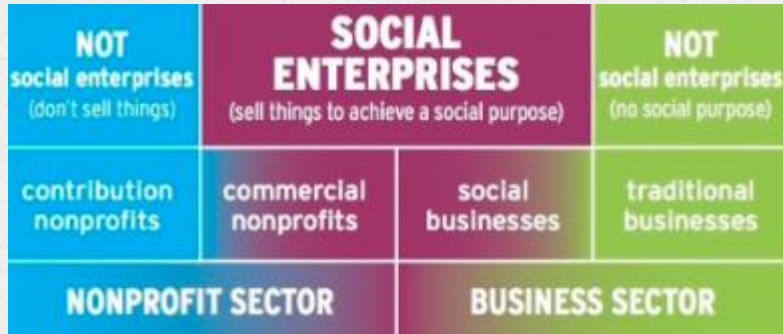 NOT
social enterprises
(don't sell things)
SOCIAL
ENTERPRISES
(sell things to achieve a social purpose)
NOT
social enterprises
(no social purpose)
contribution
nonprofits
commercial
nonprofits
social
businesses
traditional
businesses
NONPROFIT SECTOR
BUSINESS SECTOR